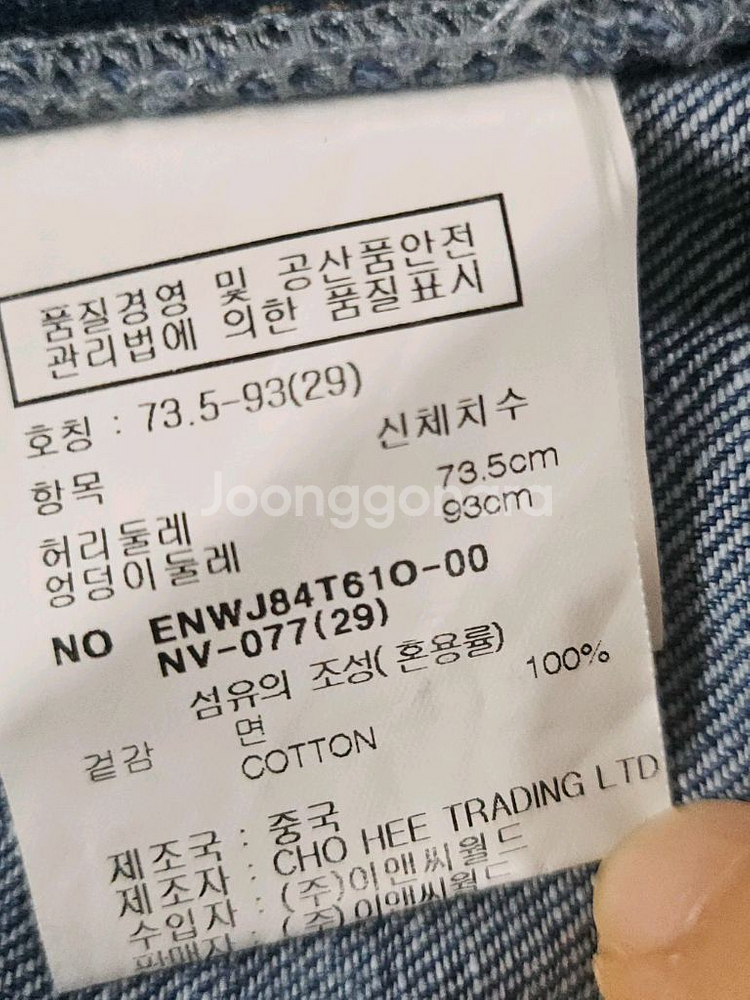 품질경영 및 공산품안전
관리법에 의한 품질표시
호칭 : 73.5-93(29)
항목 신체치수
허리둘레 73.5cm
엉덩이둘레 93cm
NO ENWJ84T61O-00
NV-077(29)
섬유의 조성(혼용률)
겉감 면 100%
COTTON
제조국 : 중국
제조자 : CHO HEE TRADING LTD
수입자 : (주)이앤씨월드
판매자 : (주)이앤씨월드
Joonggonara